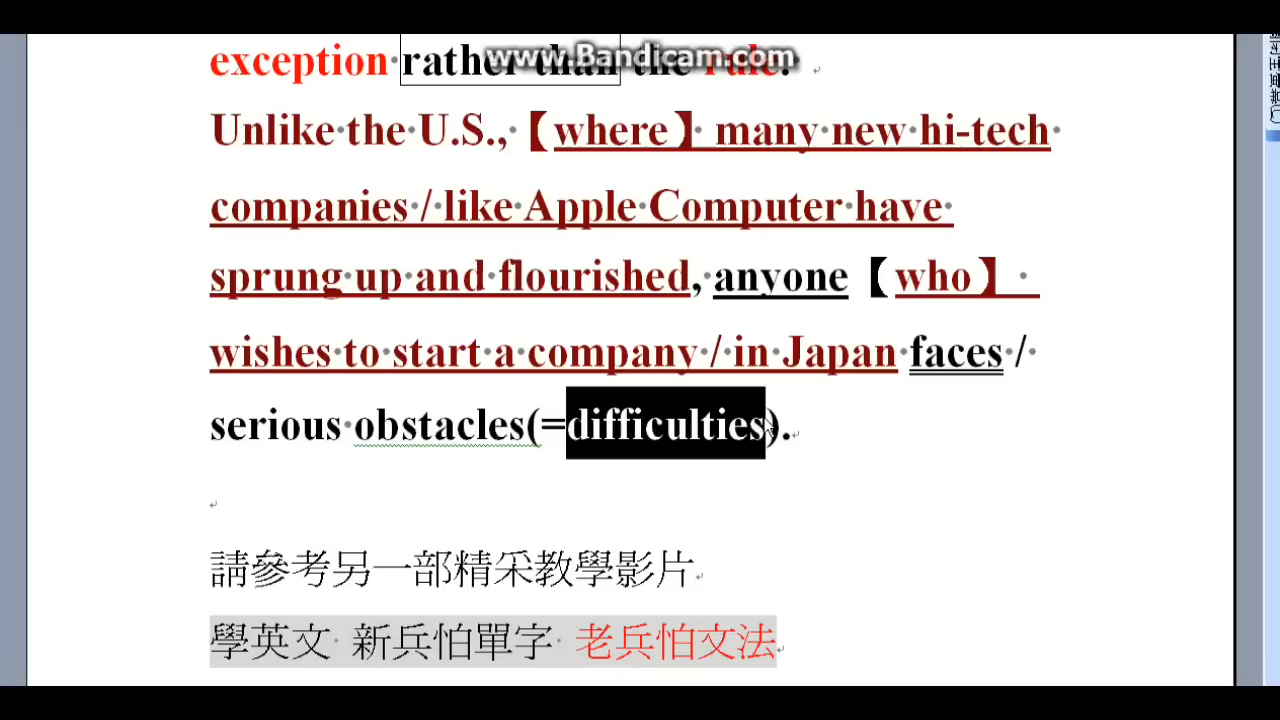 www.Bandicam.com
exception rather than the rule.
Unlike the U.S.,【where】many new hi-tech
companies / like Apple Computer have
sprung up and flourished, anyone【who】
wishes to start a company / in Japan faces /
serious obstacles(=difficulties).
請參考另一部精采教學影片
學英文 新兵怕單字 老兵怕文法